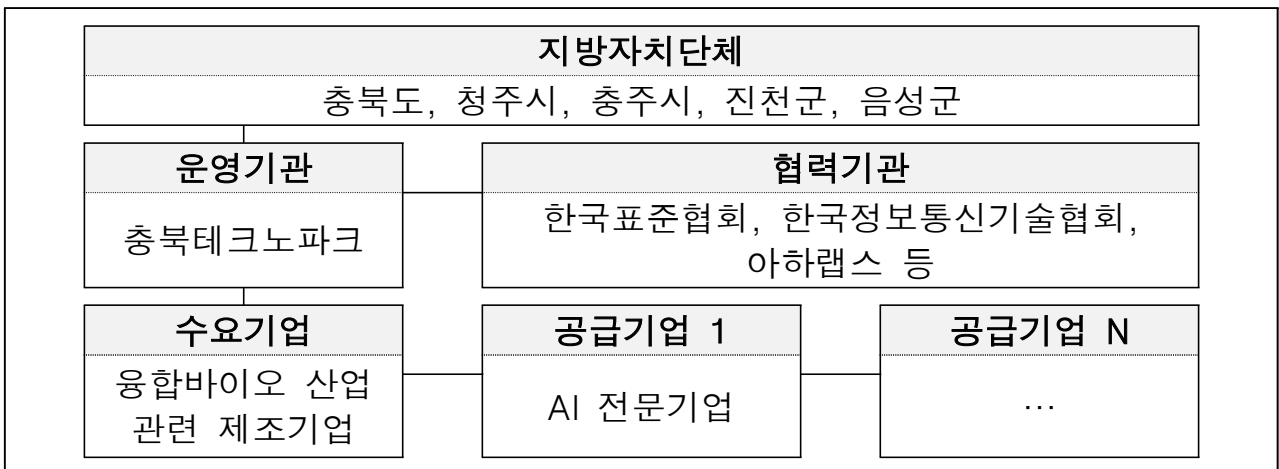 지방자치단체
충북도, 청주시, 충주시, 진천군, 음성군
운영기관
충북테크노파크
협력기관
한국표준협회, 한국정보통신기술협회,
아하랩스 등
수요기업
융합바이오 산업
관련 제조기업
공급기업 1
AI 전문기업
공급기업 N
…